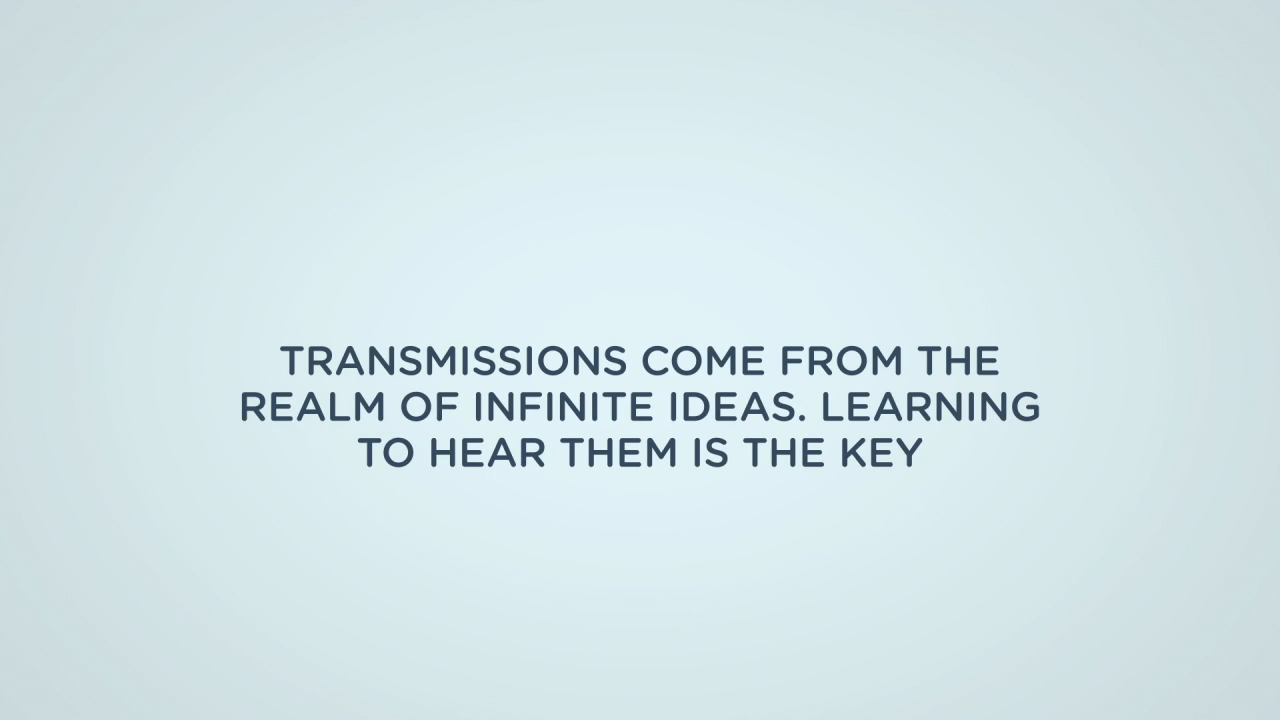 TRANSMISSIONS COME FROM THE
REALM OF INFINITE IDEAS. LEARNING
TO HEAR THEM IS THE KEY